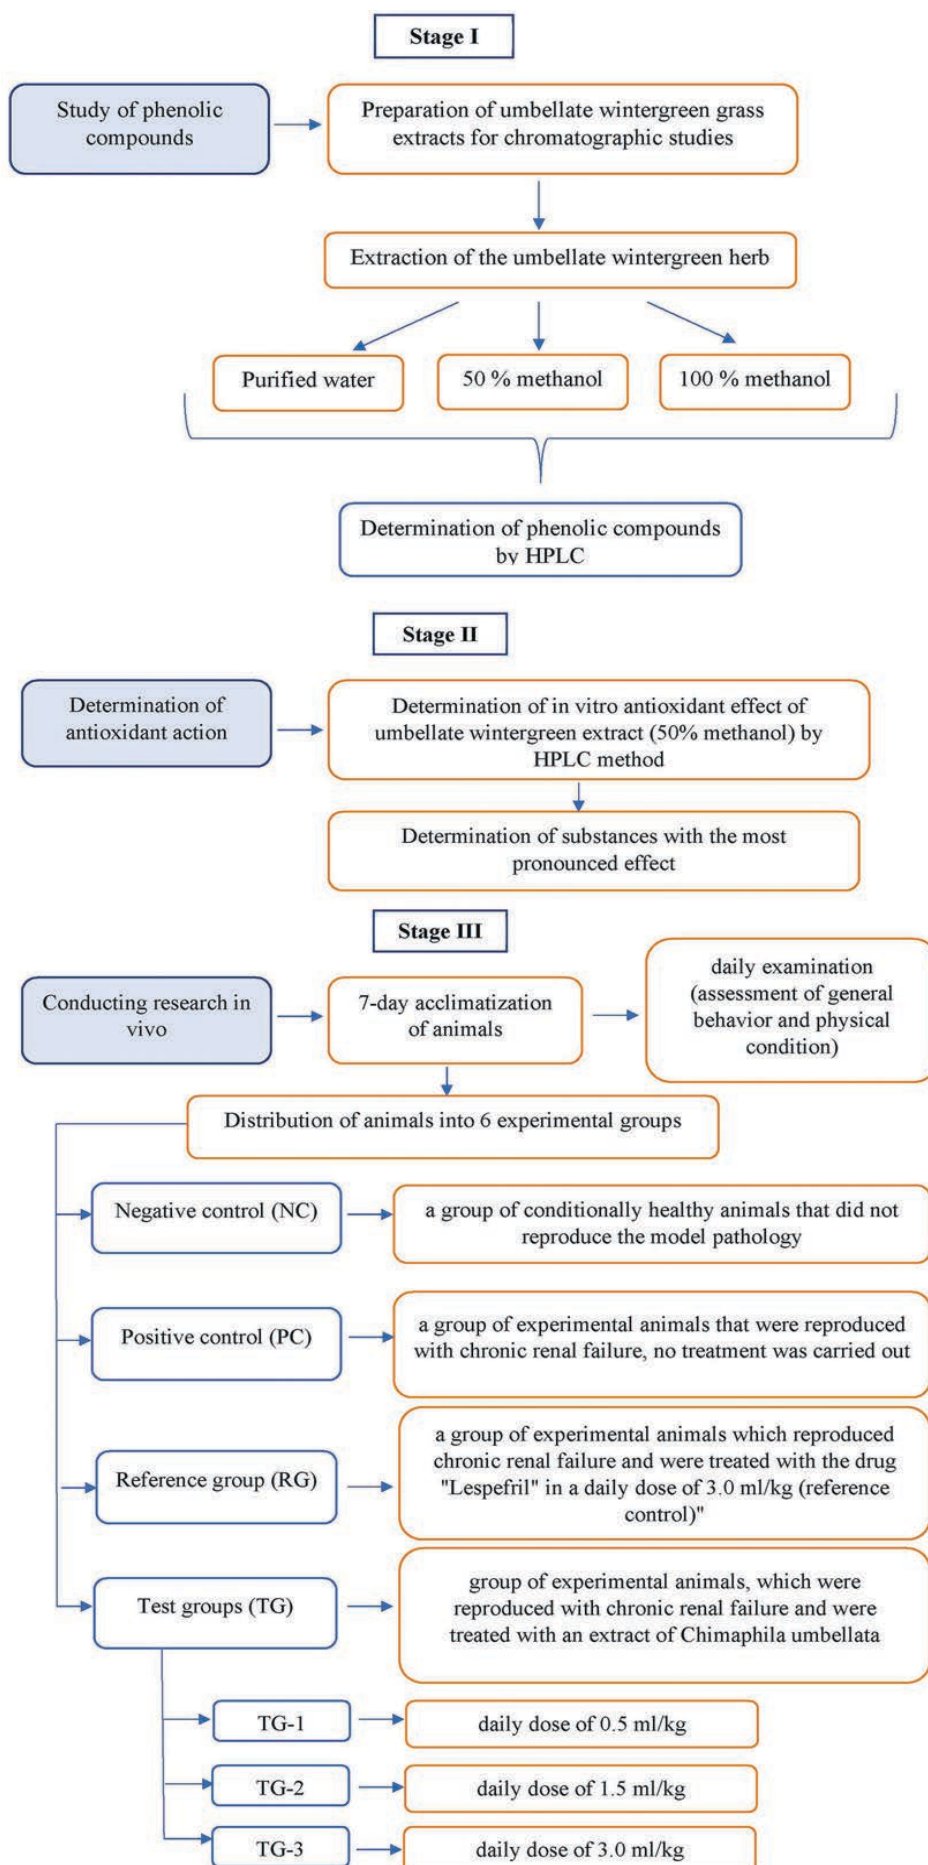 Stage I
Study of phenolic
compounds
Preparation of umbellate wintergreen grass
extracts for chromatographic studies
Extraction of the umbellate wintergreen herb
Purified water
50 % methanol
100 % methanol
Determination of phenolic compounds
by HPLC
Stage II
Determination of
antioxidant action
Determination of in vitro antioxidant effect of
umbellate wintergreen extract (50% methanol) by
HPLC method
Determination of substances with the most
pronounced effect
Stage III
Conducting research in
vivo
7-day acclimatization
of animals
daily examination
(assessment of general
behavior and physical
condition)
Distribution of animals into 6 experimental groups
Negative control (NC)
a group of conditionally healthy animals that did not
reproduce the model pathology
Positive control (PC)
a group of experimental animals that were reproduced
with chronic renal failure, no treatment was carried out
Reference group (RG)
a group of experimental animals which reproduced
chronic renal failure and were treated with the drug
"Lespefril" in a daily dose of 3.0 ml/kg (reference
control)"
Test groups (TG)
group of experimental animals, which were
reproduced with chronic renal failure and were
treated with an extract of Chimaphila umbellata
TG-1
daily dose of 0.5 ml/kg
TG-2
daily dose of 1.5 ml/kg
TG-3
daily dose of 3.0 ml/kg